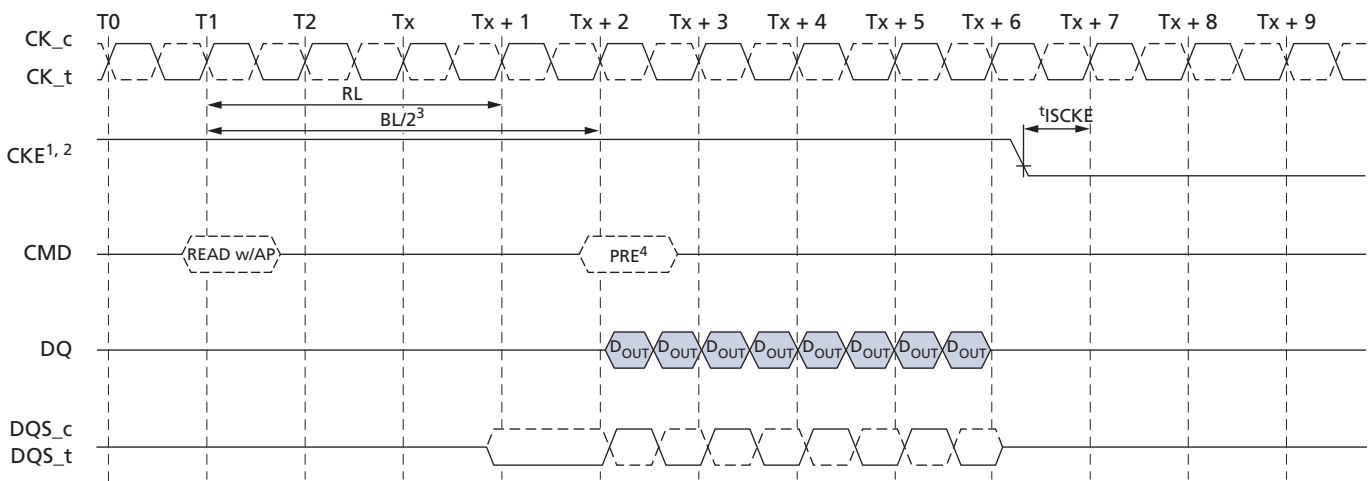 T0 T1 T2 Tx Tx + 1 Tx + 2 Tx + 3 Tx + 4 Tx + 5 Tx + 6 Tx + 7 Tx + 8 Tx + 9
CK_c
CK_t
RL
BL/2³
tISCKE
CKE1, 2
CMD
READ w/AP
PRE⁴
DQ
DOUT DOUT DOUT DOUT DOUT DOUT DOUT DOUT
DQS_c
DQS_t